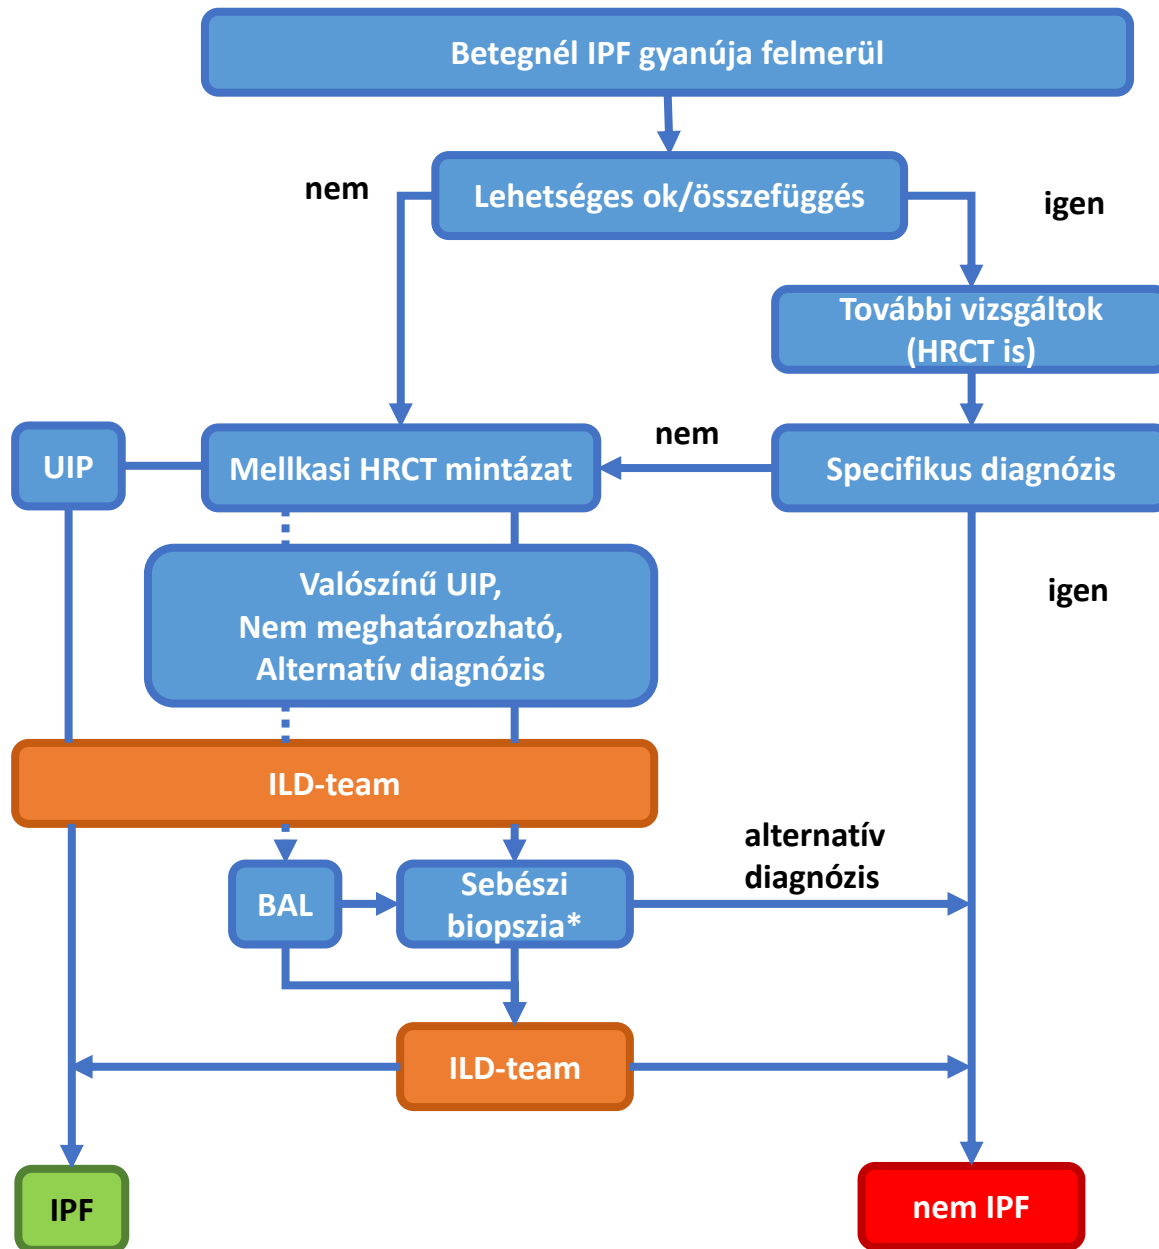 Betegnél IPF gyanúja felmerül
nem
Lehetséges ok/összefüggés
igen
További vizsgáltok
(HRCT is)
UIP
Mellkasi HRCT mintázat
nem
Specifikus diagnózis
Valószínű UIP,
Nem meghatározható,
Alternatív diagnózis
igen
ILD-team
BAL
Sebészi
biopszia*
alternatív
diagnózis
ILD-team
IPF
nem IPF